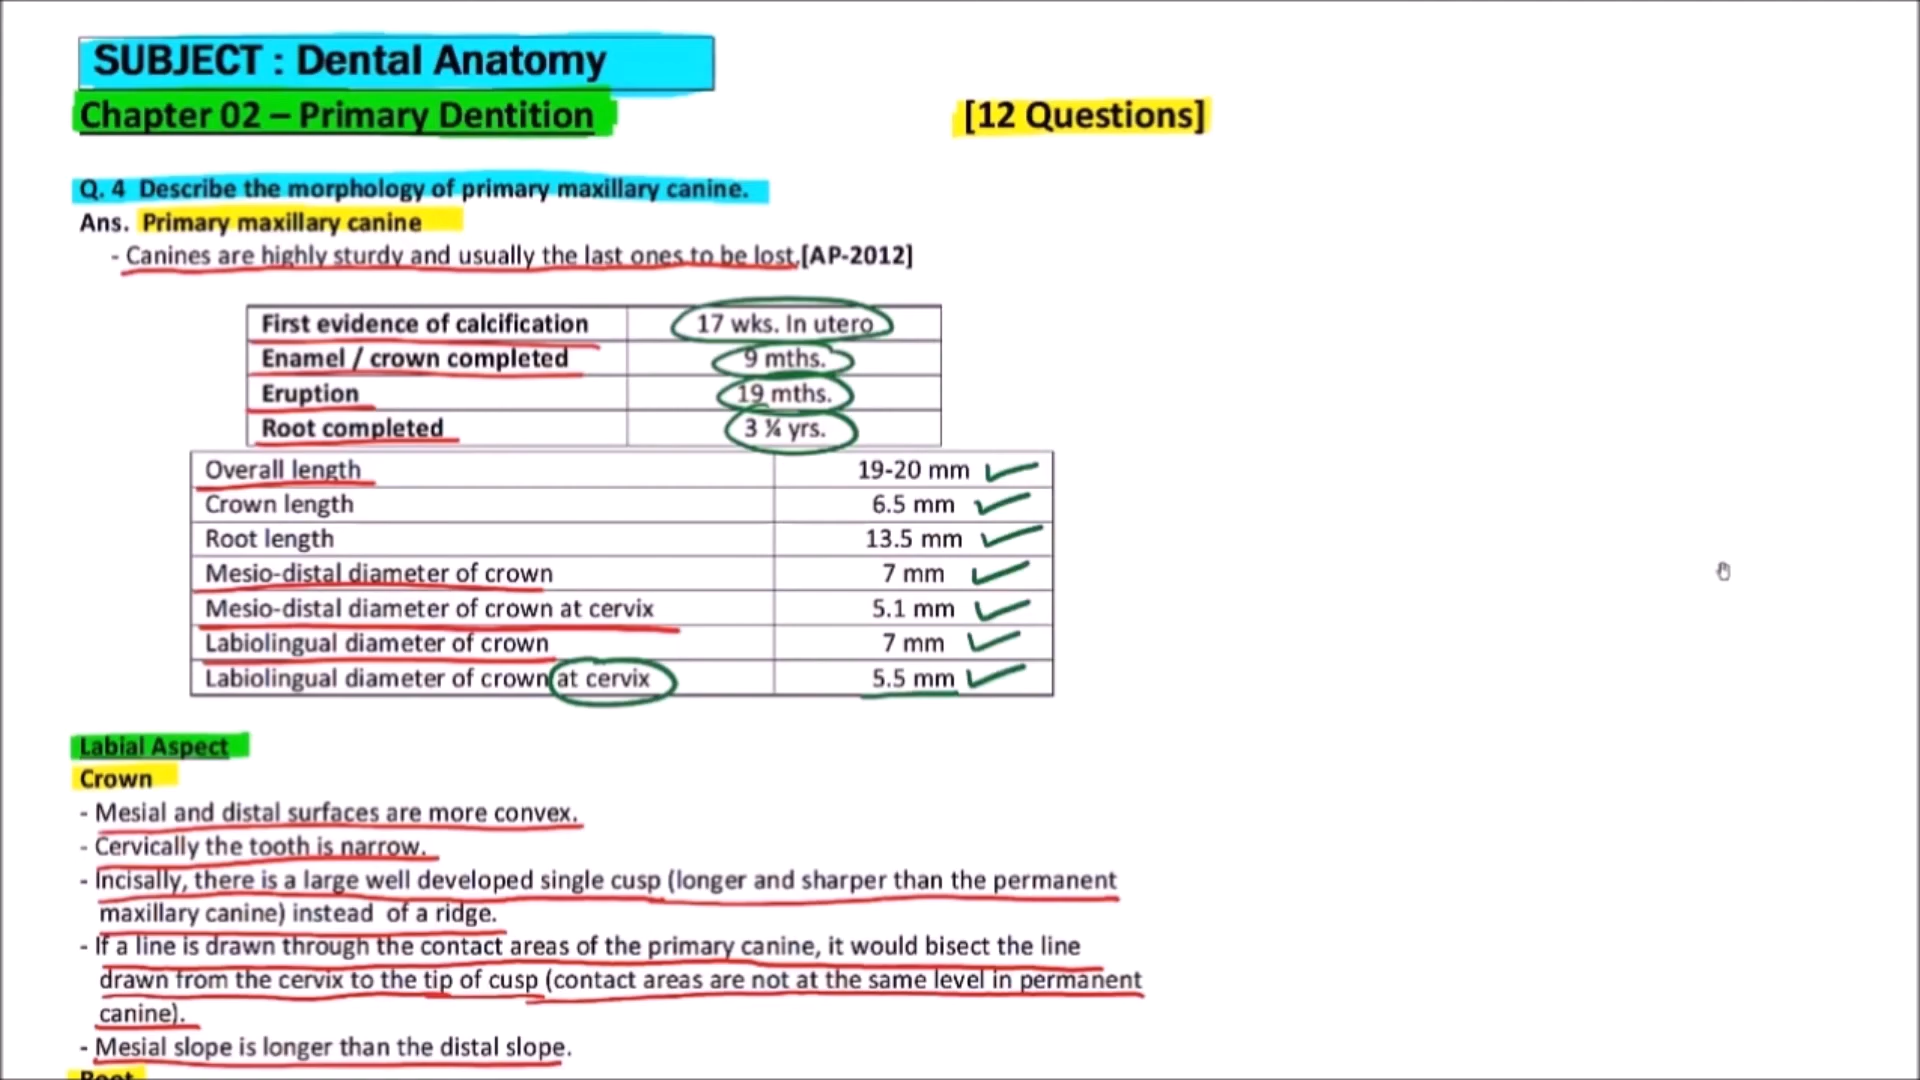 SUBJECT : Dental Anatomy
Chapter 02 – Primary Dentition
[12 Questions]
Q. 4 Describe the morphology of primary maxillary canine.
Ans. Primary maxillary canine
- Canines are highly sturdy and usually the last ones to be lost.[AP-2012]
First evidence of calcification 17 wks. In utero
Enamel / crown completed 9 mths.
Eruption 19 mths.
Root completed 3 ¼ yrs.
Overall length 19-20 mm
Crown length 6.5 mm
Root length 13.5 mm
Mesio-distal diameter of crown 7 mm
Mesio-distal diameter of crown at cervix 5.1 mm
Labiolingual diameter of crown 7 mm
Labiolingual diameter of crown at cervix 5.5 mm
Labial Aspect
Crown
- Mesial and distal surfaces are more convex.
- Cervically the tooth is narrow.
- Incisally, there is a large well developed single cusp (longer and sharper than the permanent
maxillary canine) instead of a ridge.
- If a line is drawn through the contact areas of the primary canine, it would bisect the line
drawn from the cervix to the tip of cusp (contact areas are not at the same level in permanent
canine).
- Mesial slope is longer than the distal slope.
Root